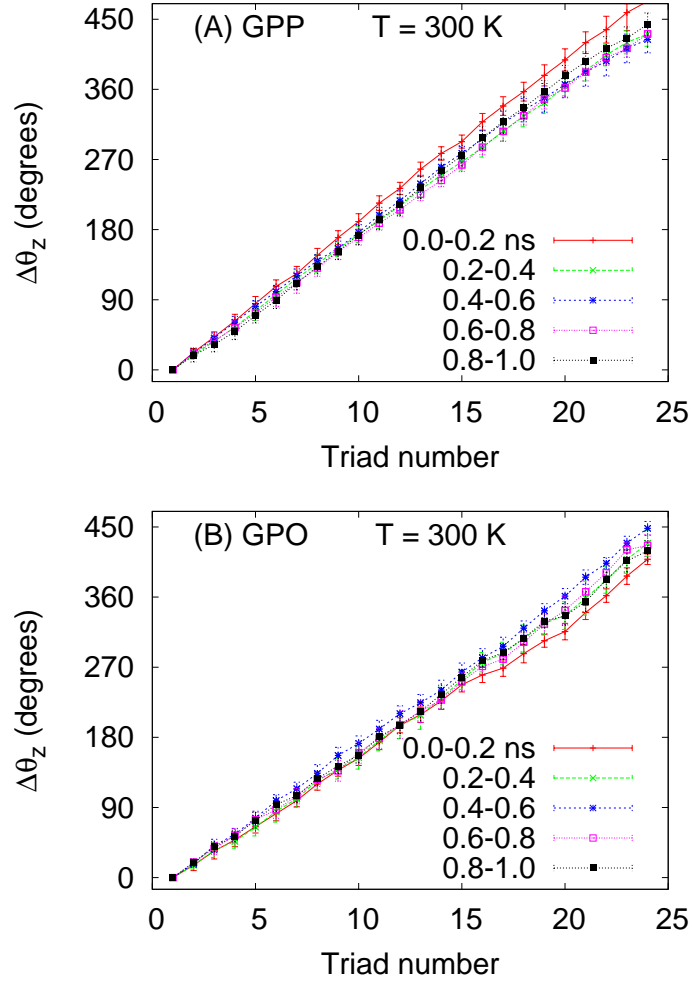 450
(A) GPP T = 300 K
360
270
180
90
0
Δθz (degrees)
0.0-0.2 ns
0.2-0.4
0.4-0.6
0.6-0.8
0.8-1.0
0 5 10 15 20 25
Triad number
450
(B) GPO T = 300 K
360
270
180
90
0
Δθz (degrees)
0.0-0.2 ns
0.2-0.4
0.4-0.6
0.6-0.8
0.8-1.0
0 5 10 15 20 25
Triad number